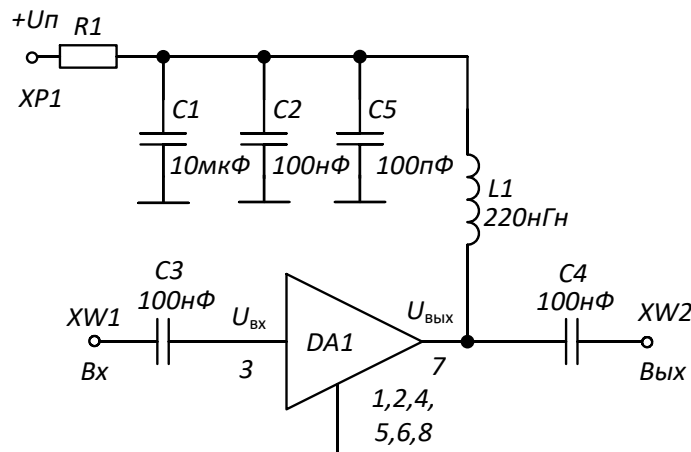 +Uп
R1
XP1
C1
10мкФ
C2
100нФ
C5
100пФ
L1
220нГн
C3
100нФ
XW1
Вх
Uвх
3
DA1
Uвых
7
1,2,4,
5,6,8
C4
100нФ
XW2
Вых